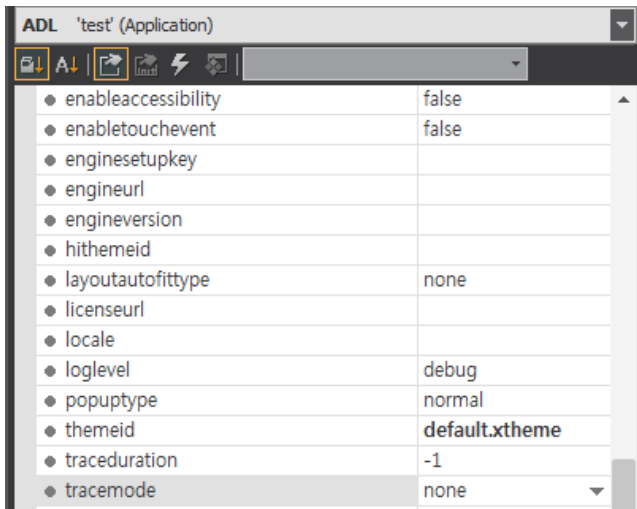 ADL 'test' (Application)
enableaccessibility false
enabletouchevent false
enginesetupkey
engineurl
engineversion
hithemeid
layoutautofittype none
licenseurl
locale
loglevel debug
popuptype normal
themeid default.xtheme
traceduration -1
tracemode none